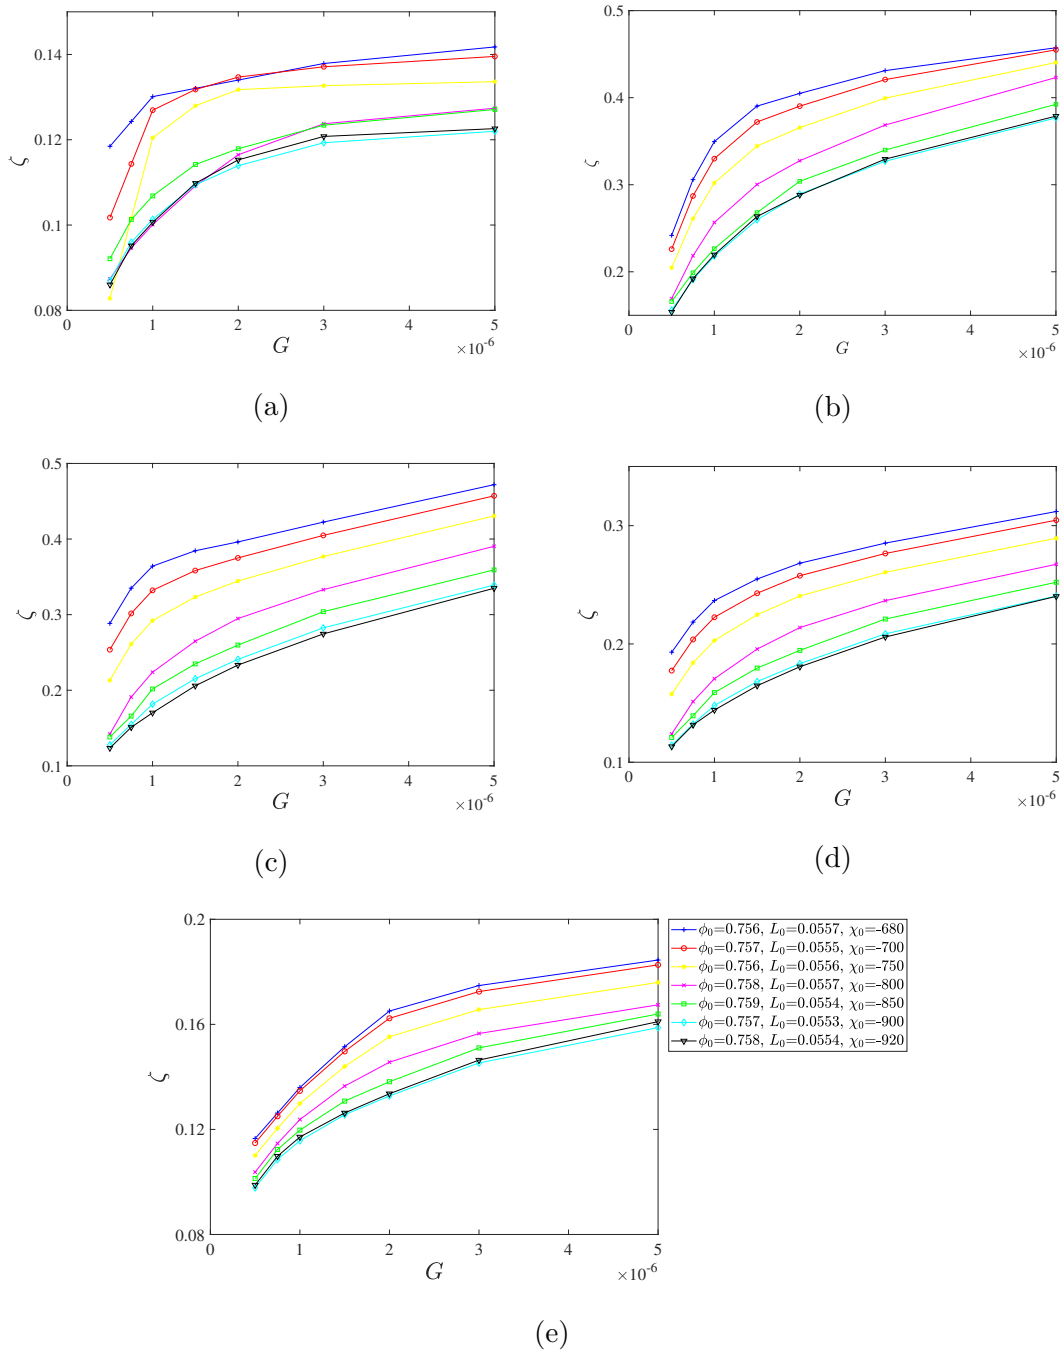 0.14
0.12
0.1
0.08
ζ
0 1 2 3 4 5
G
×10⁻⁶
(a)
0.5
0.4
0.3
0.2
ζ
0 1 2 3 4 5
G
×10⁻⁶
(b)
0.5
0.4
0.3
0.2
0.1
ζ
0 1 2 3 4 5
G
×10⁻⁶
(c)
0.3
0.2
0.1
ζ
0 1 2 3 4 5
G
×10⁻⁶
(d)
0.2
0.16
0.12
0.08
ζ
0 1 2 3 4 5
G
×10⁻⁶
ϕ₀=0.756, L₀=0.0557, χ₀=-680
ϕ₀=0.757, L₀=0.0555, χ₀=-700
ϕ₀=0.756, L₀=0.0556, χ₀=-750
ϕ₀=0.758, L₀=0.0557, χ₀=-800
ϕ₀=0.759, L₀=0.0554, χ₀=-850
ϕ₀=0.757, L₀=0.0553, χ₀=-900
ϕ₀=0.758, L₀=0.0554, χ₀=-920
(e)